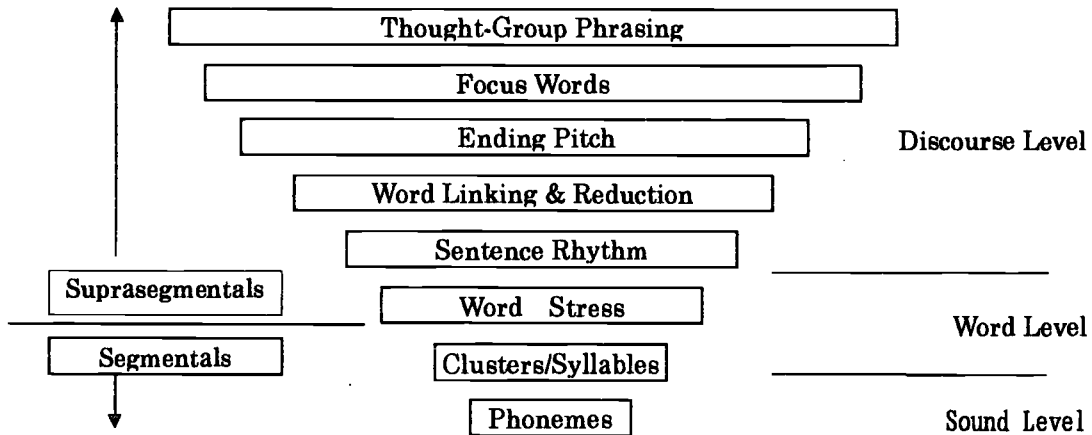 Thought-Group Phrasing
Focus Words
Ending Pitch
Discourse Level
Word Linking & Reduction
Sentence Rhythm
Suprasegmentals
Word Stress
Word Level
Segmentals
Clusters/Syllables
Phonemes
Sound Level